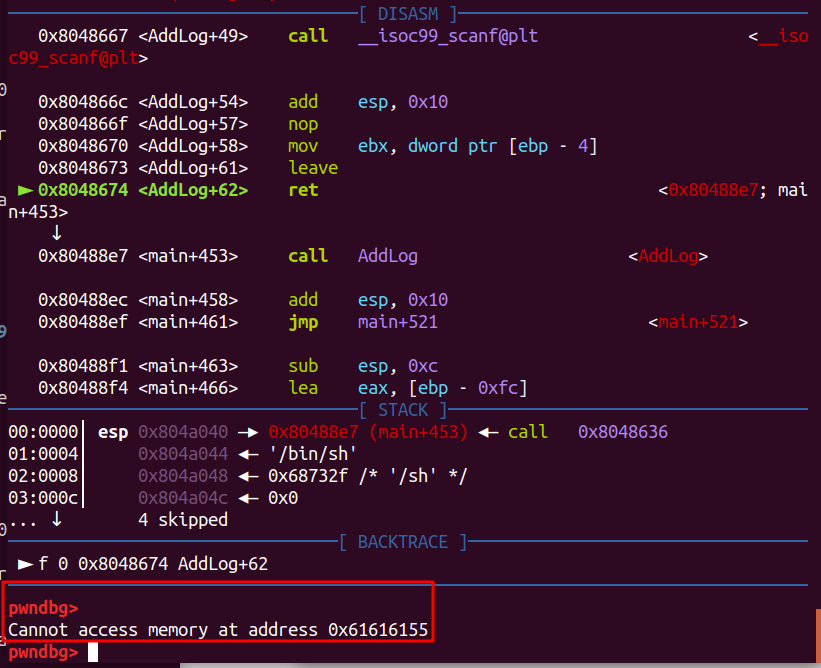 [ DISASM ]
0x8048667 <AddLog+49> call __isoc99_scanf@plt <__iso
c99_scanf@plt>
0x804866c <AddLog+54> add esp, 0x10
0x804866f <AddLog+57> nop
0x8048670 <AddLog+58> mov ebx, dword ptr [ebp - 4]
0x8048673 <AddLog+61> leave
► 0x8048674 <AddLog+62> ret <0x80488e7; mai
n+453>
↓
0x80488e7 <main+453> call AddLog <AddLog>
0x80488ec <main+458> add esp, 0x10
0x80488ef <main+461> jmp main+521 <main+521>
0x80488f1 <main+463> sub esp, 0xc
0x80488f4 <main+466> lea eax, [ebp - 0xfc]
[ STACK ]
00:0000│ esp 0x804a040 —▸ 0x80488e7 (main+453) ◂— call 0x8048636
01:0004│ 0x804a044 ◂— '/bin/sh'
02:0008│ 0x804a048 ◂— 0x68732f /* '/sh' */
03:000c│ 0x804a04c ◂— 0x0
... ↓ 4 skipped
[ BACKTRACE ]
► f 0 0x8048674 AddLog+62
pwndbg>
Cannot access memory at address 0x61616155
pwndbg>